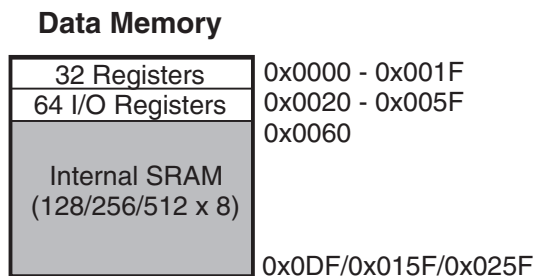 Data Memory
32 Registers 0x0000 - 0x001F
64 I/O Registers 0x0020 - 0x005F
0x0060
Internal SRAM
(128/256/512 x 8)
0x0DF/0x015F/0x025F